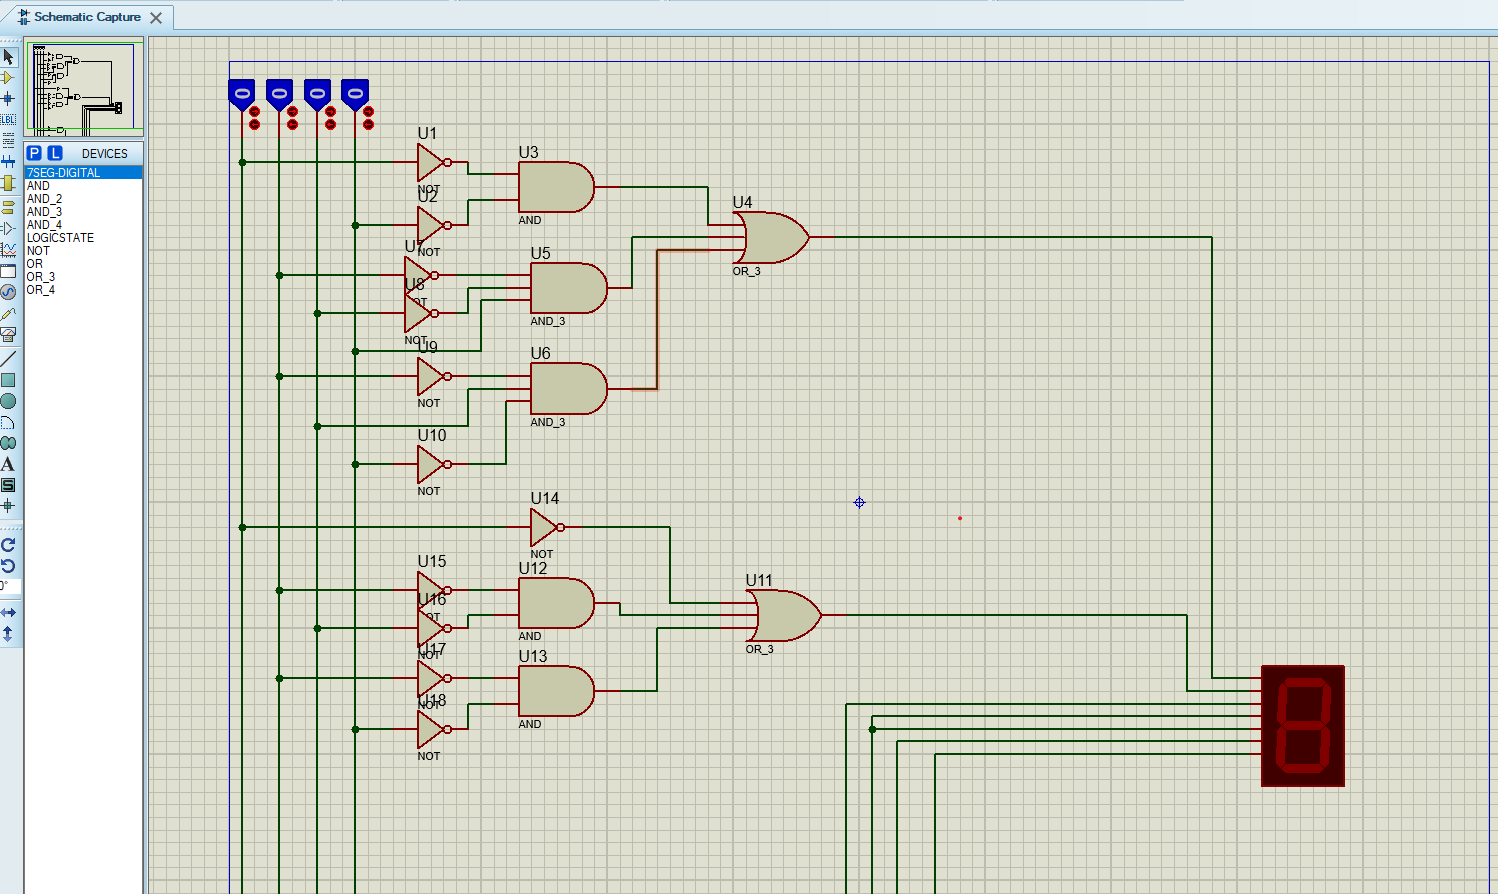 Schematic Capture
P L DEVICES
7SEG-DIGITAL
AND
AND_2
AND_3
AND_4
LOGICSTATE
NOT
OR
OR_3
OR_4
LBL
A
S
0°
0 0 0 0
U1
NOT
U2
NOT
U3
AND
U4
OR_3
U7
U8
NOT
U5
AND_3
U9
NOT
U6
AND_3
U10
NOT
U14
NOT
U15
U16
NOT
U12
AND
U11
OR_3
U17
NOT
U13
AND
U18
NOT